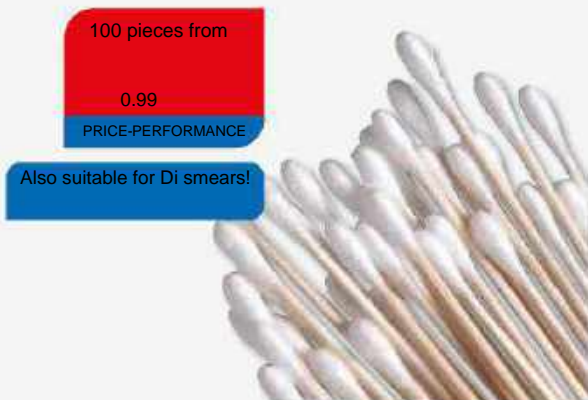 100 pieces from
0.99
PRICE-PERFORMANCE
Also suitable for Di smears!